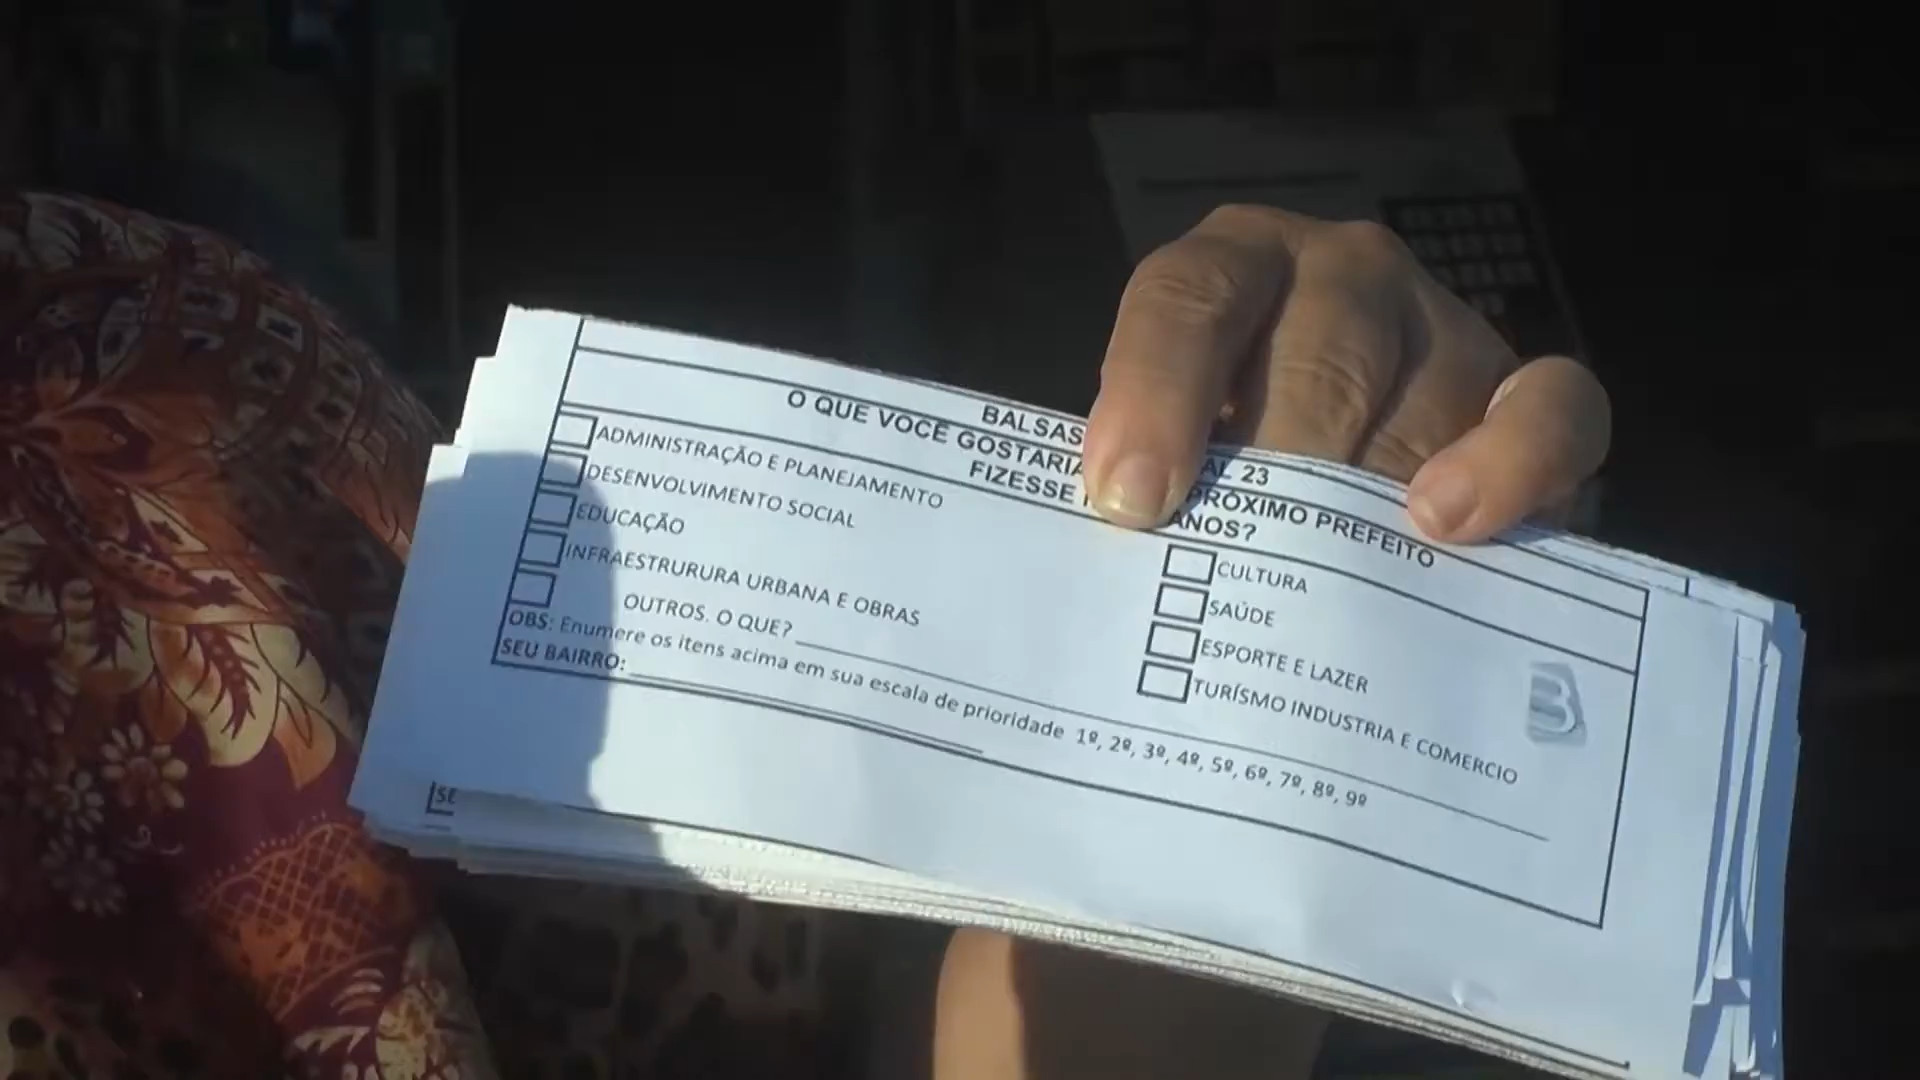 BALSAS AL 23
O QUE VOCÊ GOSTARIA PRÓXIMO PREFEITO
FIZESSE ANOS?
ADMINISTRAÇÃO E PLANEJAMENTO
DESENVOLVIMENTO SOCIAL
EDUCAÇÃO
INFRAESTRURURA URBANA E OBRAS
OUTROS. O QUE?
CULTURA
SAÚDE
ESPORTE E LAZER
TURÍSMO INDUSTRIA E COMERCIO
OBS: Enumere os itens acima em sua escala de prioridade 1º, 2º, 3º, 4º, 5º, 6º, 7º, 8º, 9º
SEU BAIRRO:
B